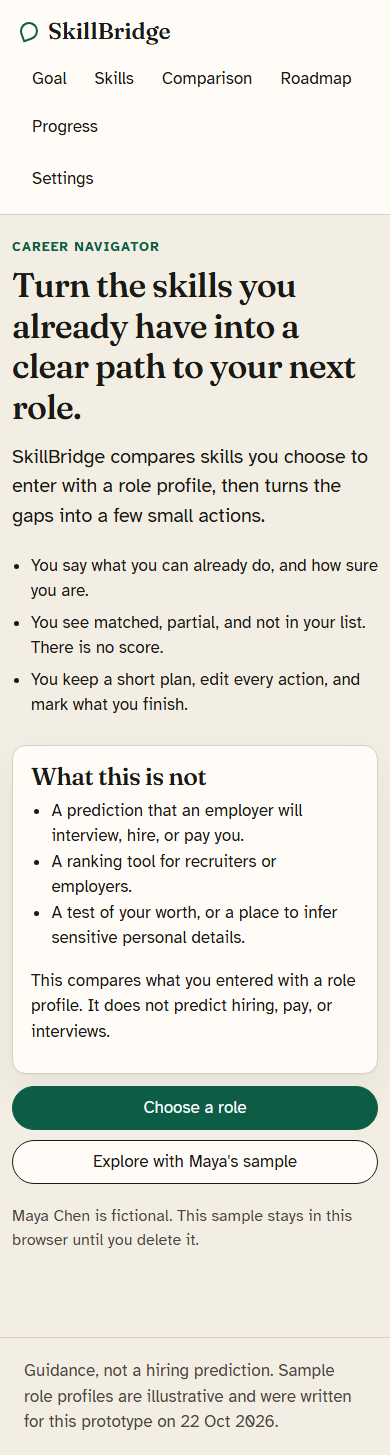 SkillBridge
Goal Skills Comparison Roadmap
Progress
Settings
CAREER NAVIGATOR
Turn the skills you
already have into a
clear path to your next
role.
SkillBridge compares skills you choose to
enter with a role profile, then turns the
gaps into a few small actions.
• You say what you can already do, and how sure
you are.
• You see matched, partial, and not in your list.
There is no score.
• You keep a short plan, edit every action, and
mark what you finish.
What this is not
• A prediction that an employer will
interview, hire, or pay you.
• A ranking tool for recruiters or
employers.
• A test of your worth, or a place to infer
sensitive personal details.
This compares what you entered with a role
profile. It does not predict hiring, pay, or
interviews.
Choose a role
Explore with Maya's sample
Maya Chen is fictional. This sample stays in this
browser until you delete it.
Guidance, not a hiring prediction. Sample
role profiles are illustrative and were written
for this prototype on 22 Oct 2026.